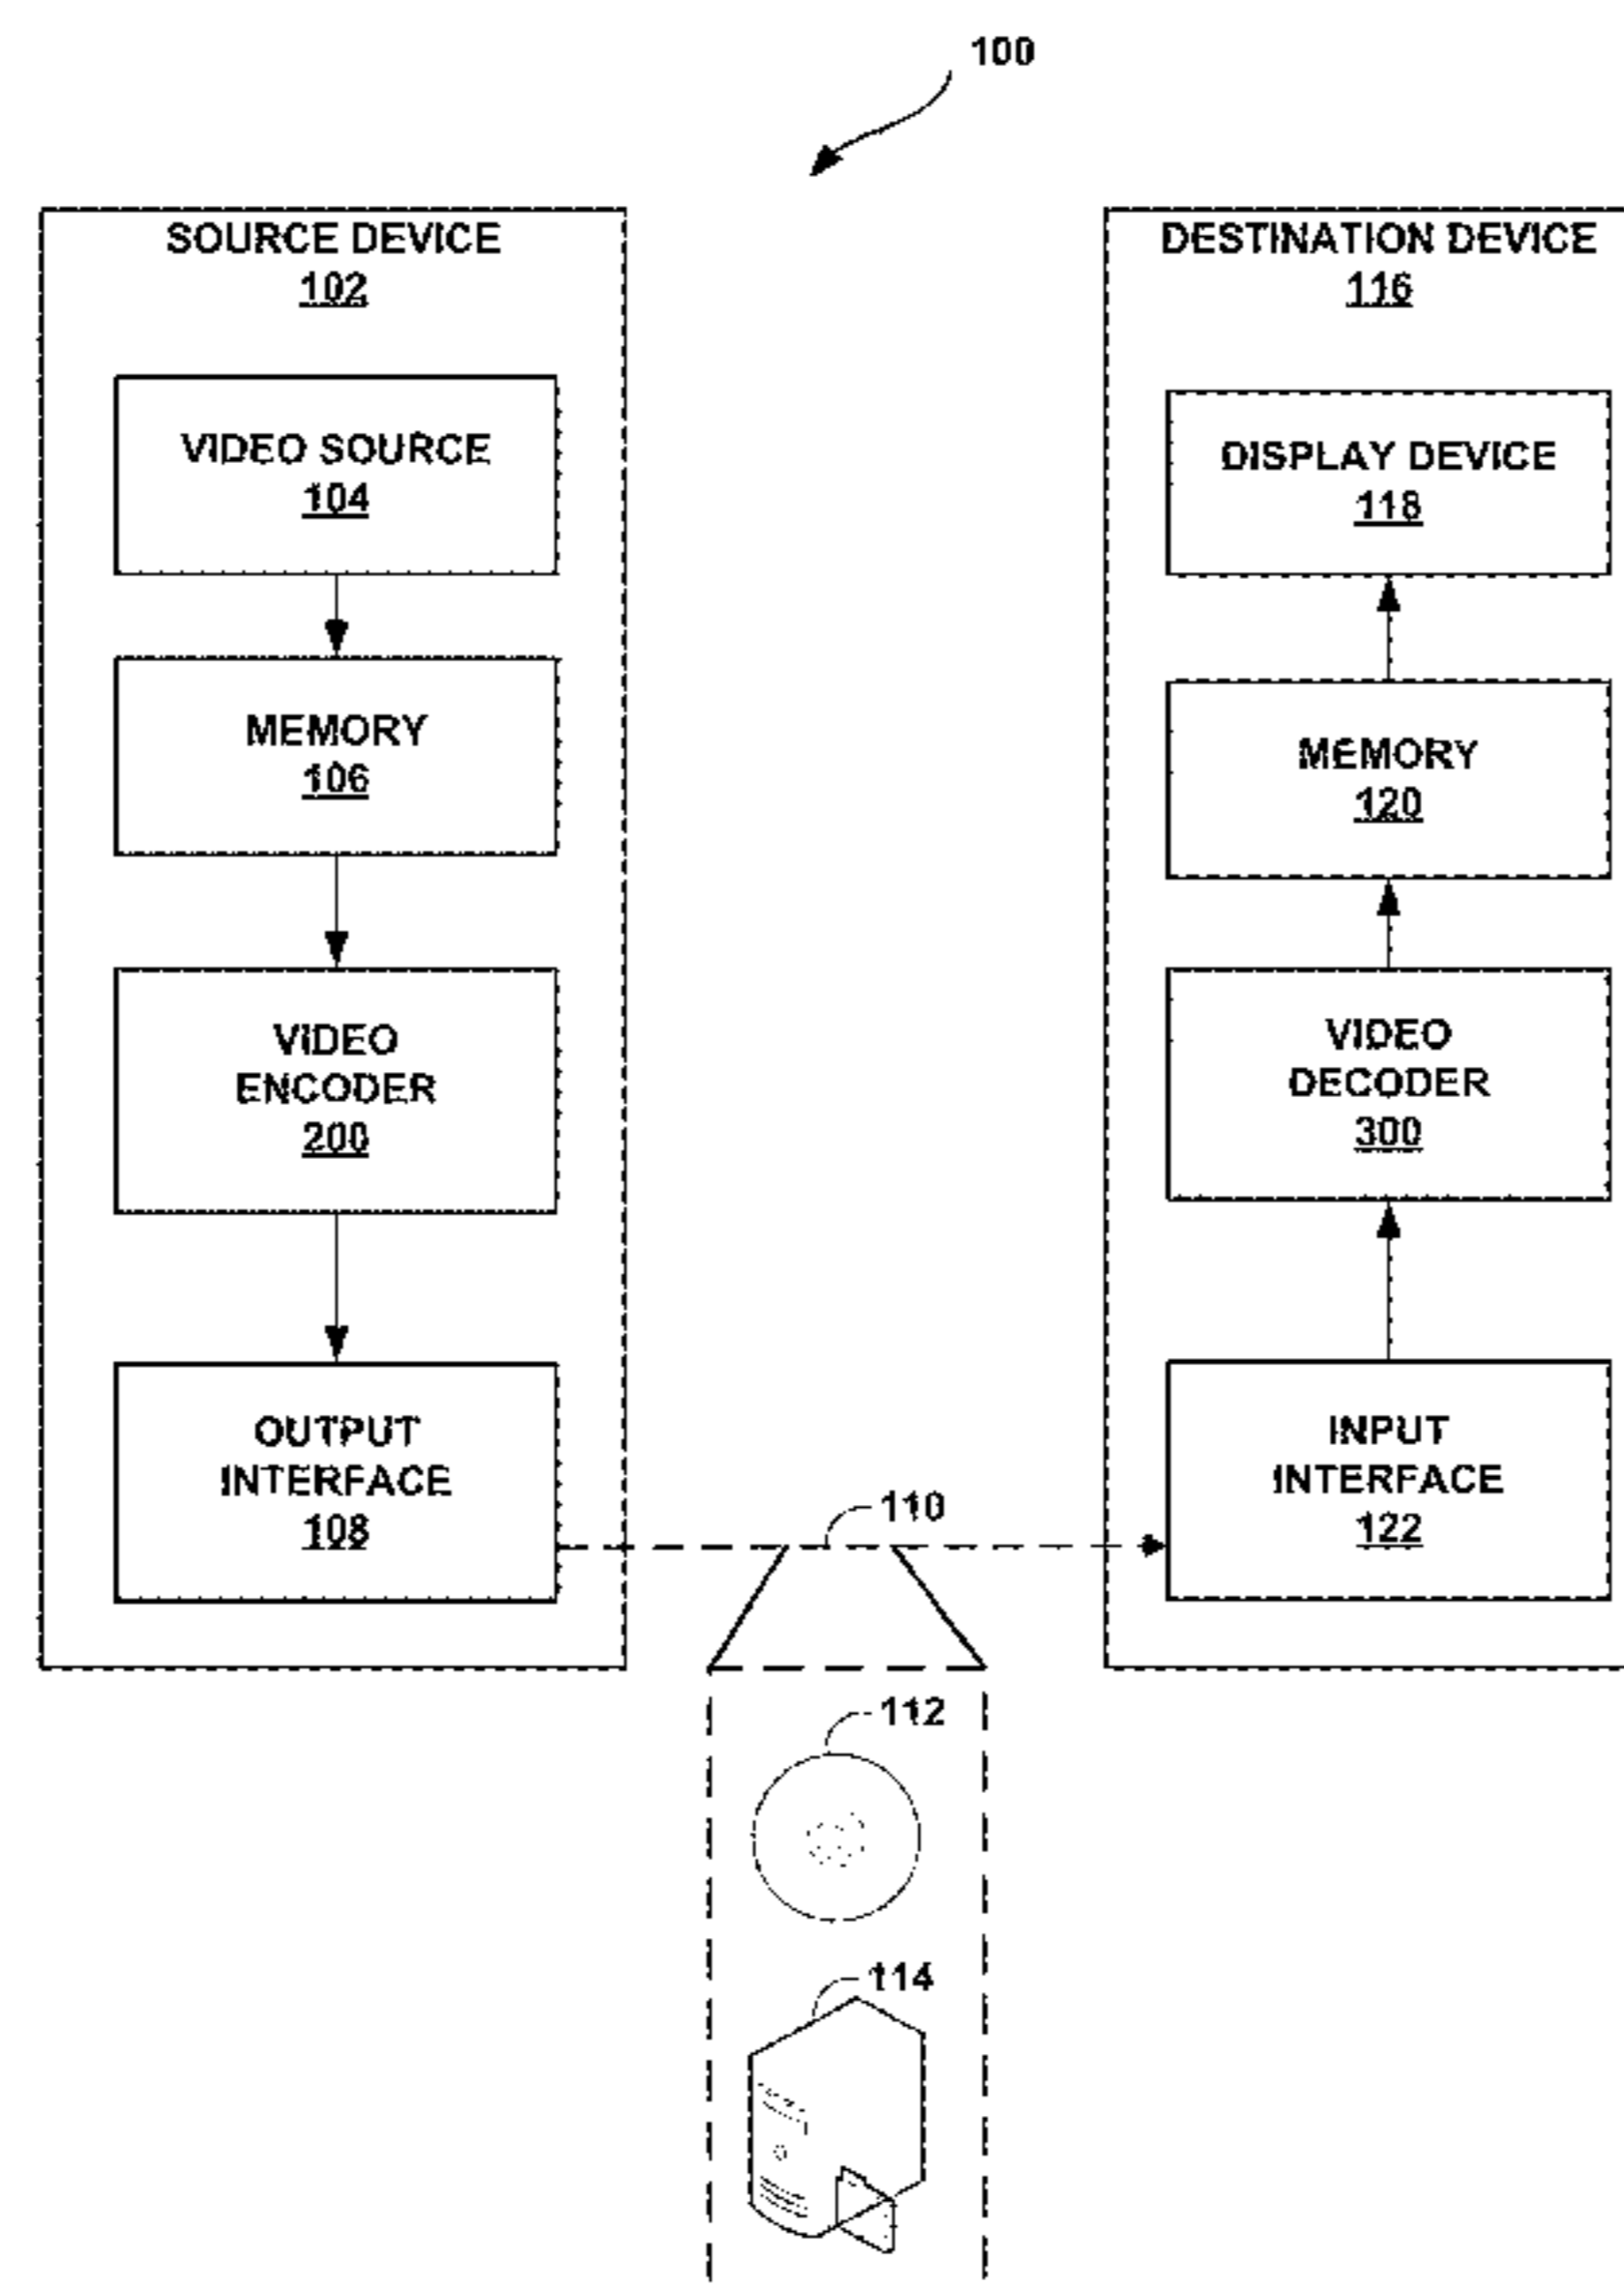 100
SOURCE DEVICE
102
VIDEO SOURCE
104
MEMORY
106
VIDEO
ENCODER
200
OUTPUT
INTERFACE
108
DESTINATION DEVICE
116
DISPLAY DEVICE
118
MEMORY
120
VIDEO
DECODER
300
INPUT
INTERFACE
122
110
112
114